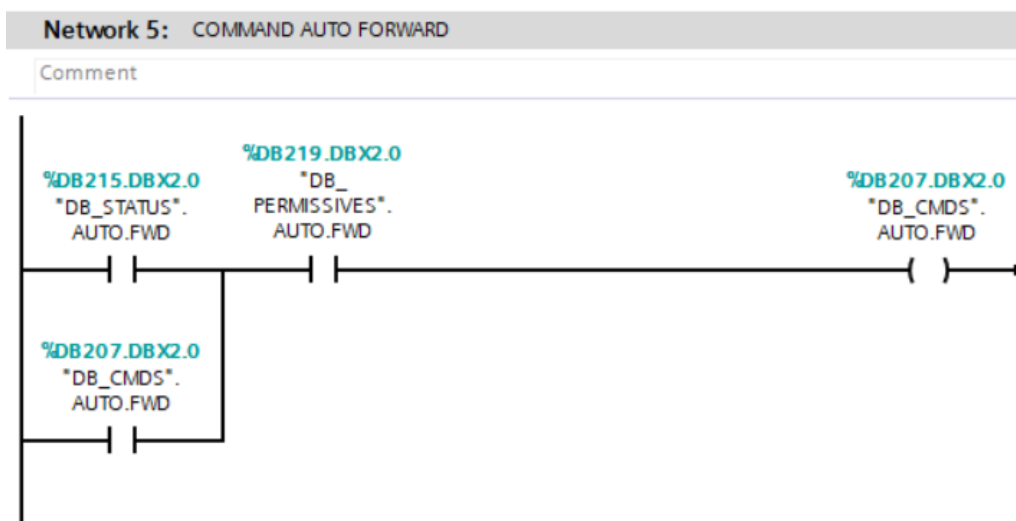 Network 5: COMMAND AUTO FORWARD
Comment
%DB215.DBX2.0
"DB_STATUS".
AUTO.FWD
%DB219.DBX2.0
"DB_
PERMISSIVES".
AUTO.FWD
%DB207.DBX2.0
"DB_CMDS".
AUTO.FWD
%DB207.DBX2.0
"DB_CMDS".
AUTO.FWD